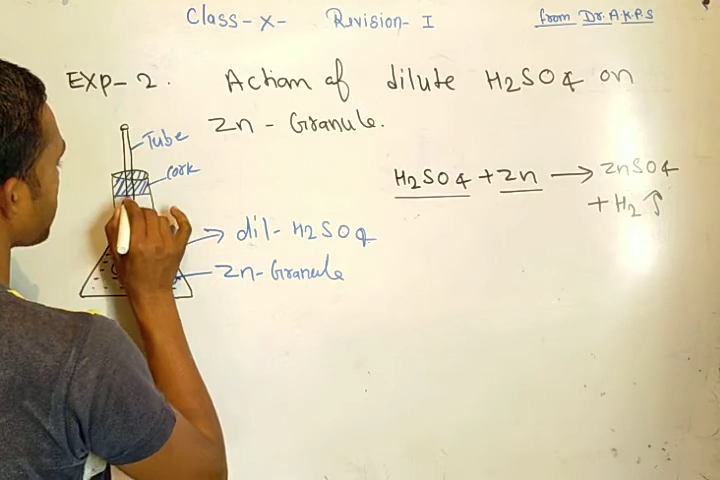 Class-X- Revision-I from Dr. A.K.P.S
EXP-2. Action of dilute H2SO4 on
Zn-Granule.
Tube
Cork
H2SO4 + Zn → ZnSO4
+ H2↑
dil-H2SO4
Zn-Granule